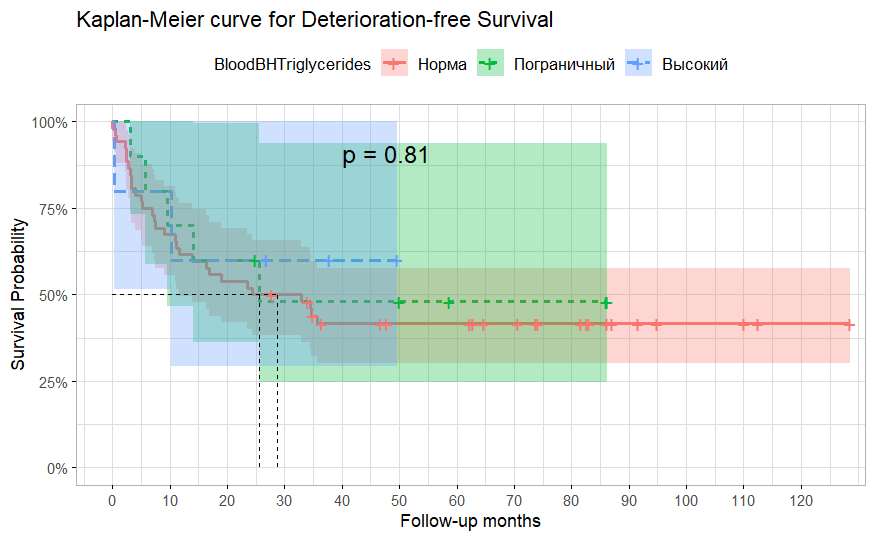 Kaplan-Meier curve for Deterioration-free Survival
BloodBHTriglycerides Норма Пограничный Высокий
100%
75%
50%
25%
0%
p = 0.81
Survival Probability
0 10 20 30 40 50 60 70 80 90 100 110 120
Follow-up months